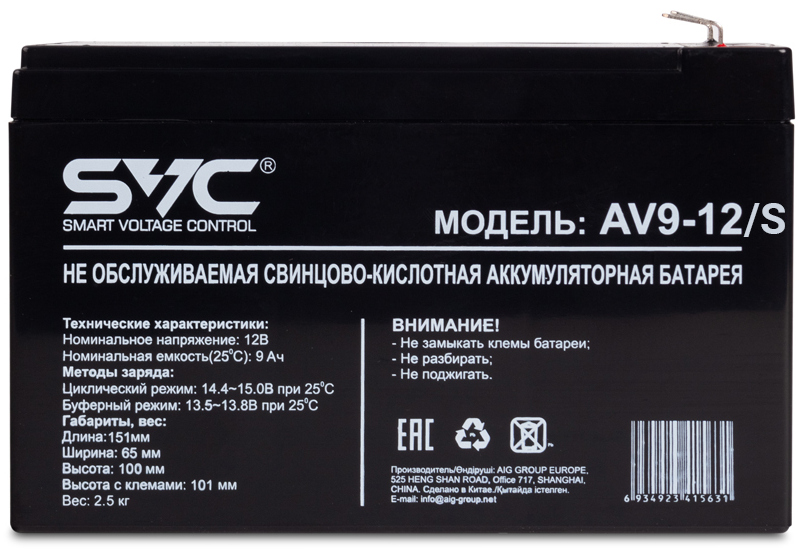 SVC®
SMART VOLTAGE CONTROL
МОДЕЛЬ: AV9-12/S
НЕ ОБСЛУЖИВАЕМАЯ СВИНЦОВО-КИСЛОТНАЯ АККУМУЛЯТОРНАЯ БАТАРЕЯ
Технические характеристики:
Номинальное напряжение: 12В
Номинальная емкость(25°C): 9 Ач
Методы заряда:
Циклический режим: 14.4~15.0В при 25°C
Буферный режим: 13.5~13.8В при 25°C
Габариты, вес:
Длина:151мм
Ширина: 65 мм
Высота: 100 мм
Высота с клемами: 101 мм
Вес: 2.5 кг
ВНИМАНИЕ!
- Не замыкать клемы батареи;
- Не разбирать;
- Не поджигать.
EAC
Pb
Производитель/Өндіруші: AIG GROUP EUROPE,
525 HENG SHAN ROAD, Office 717, SHANGHAI,
CHINA. Сделано в Китае./Қытайда істелген.
E-mail: info@aig-group.net
6 934923 415631